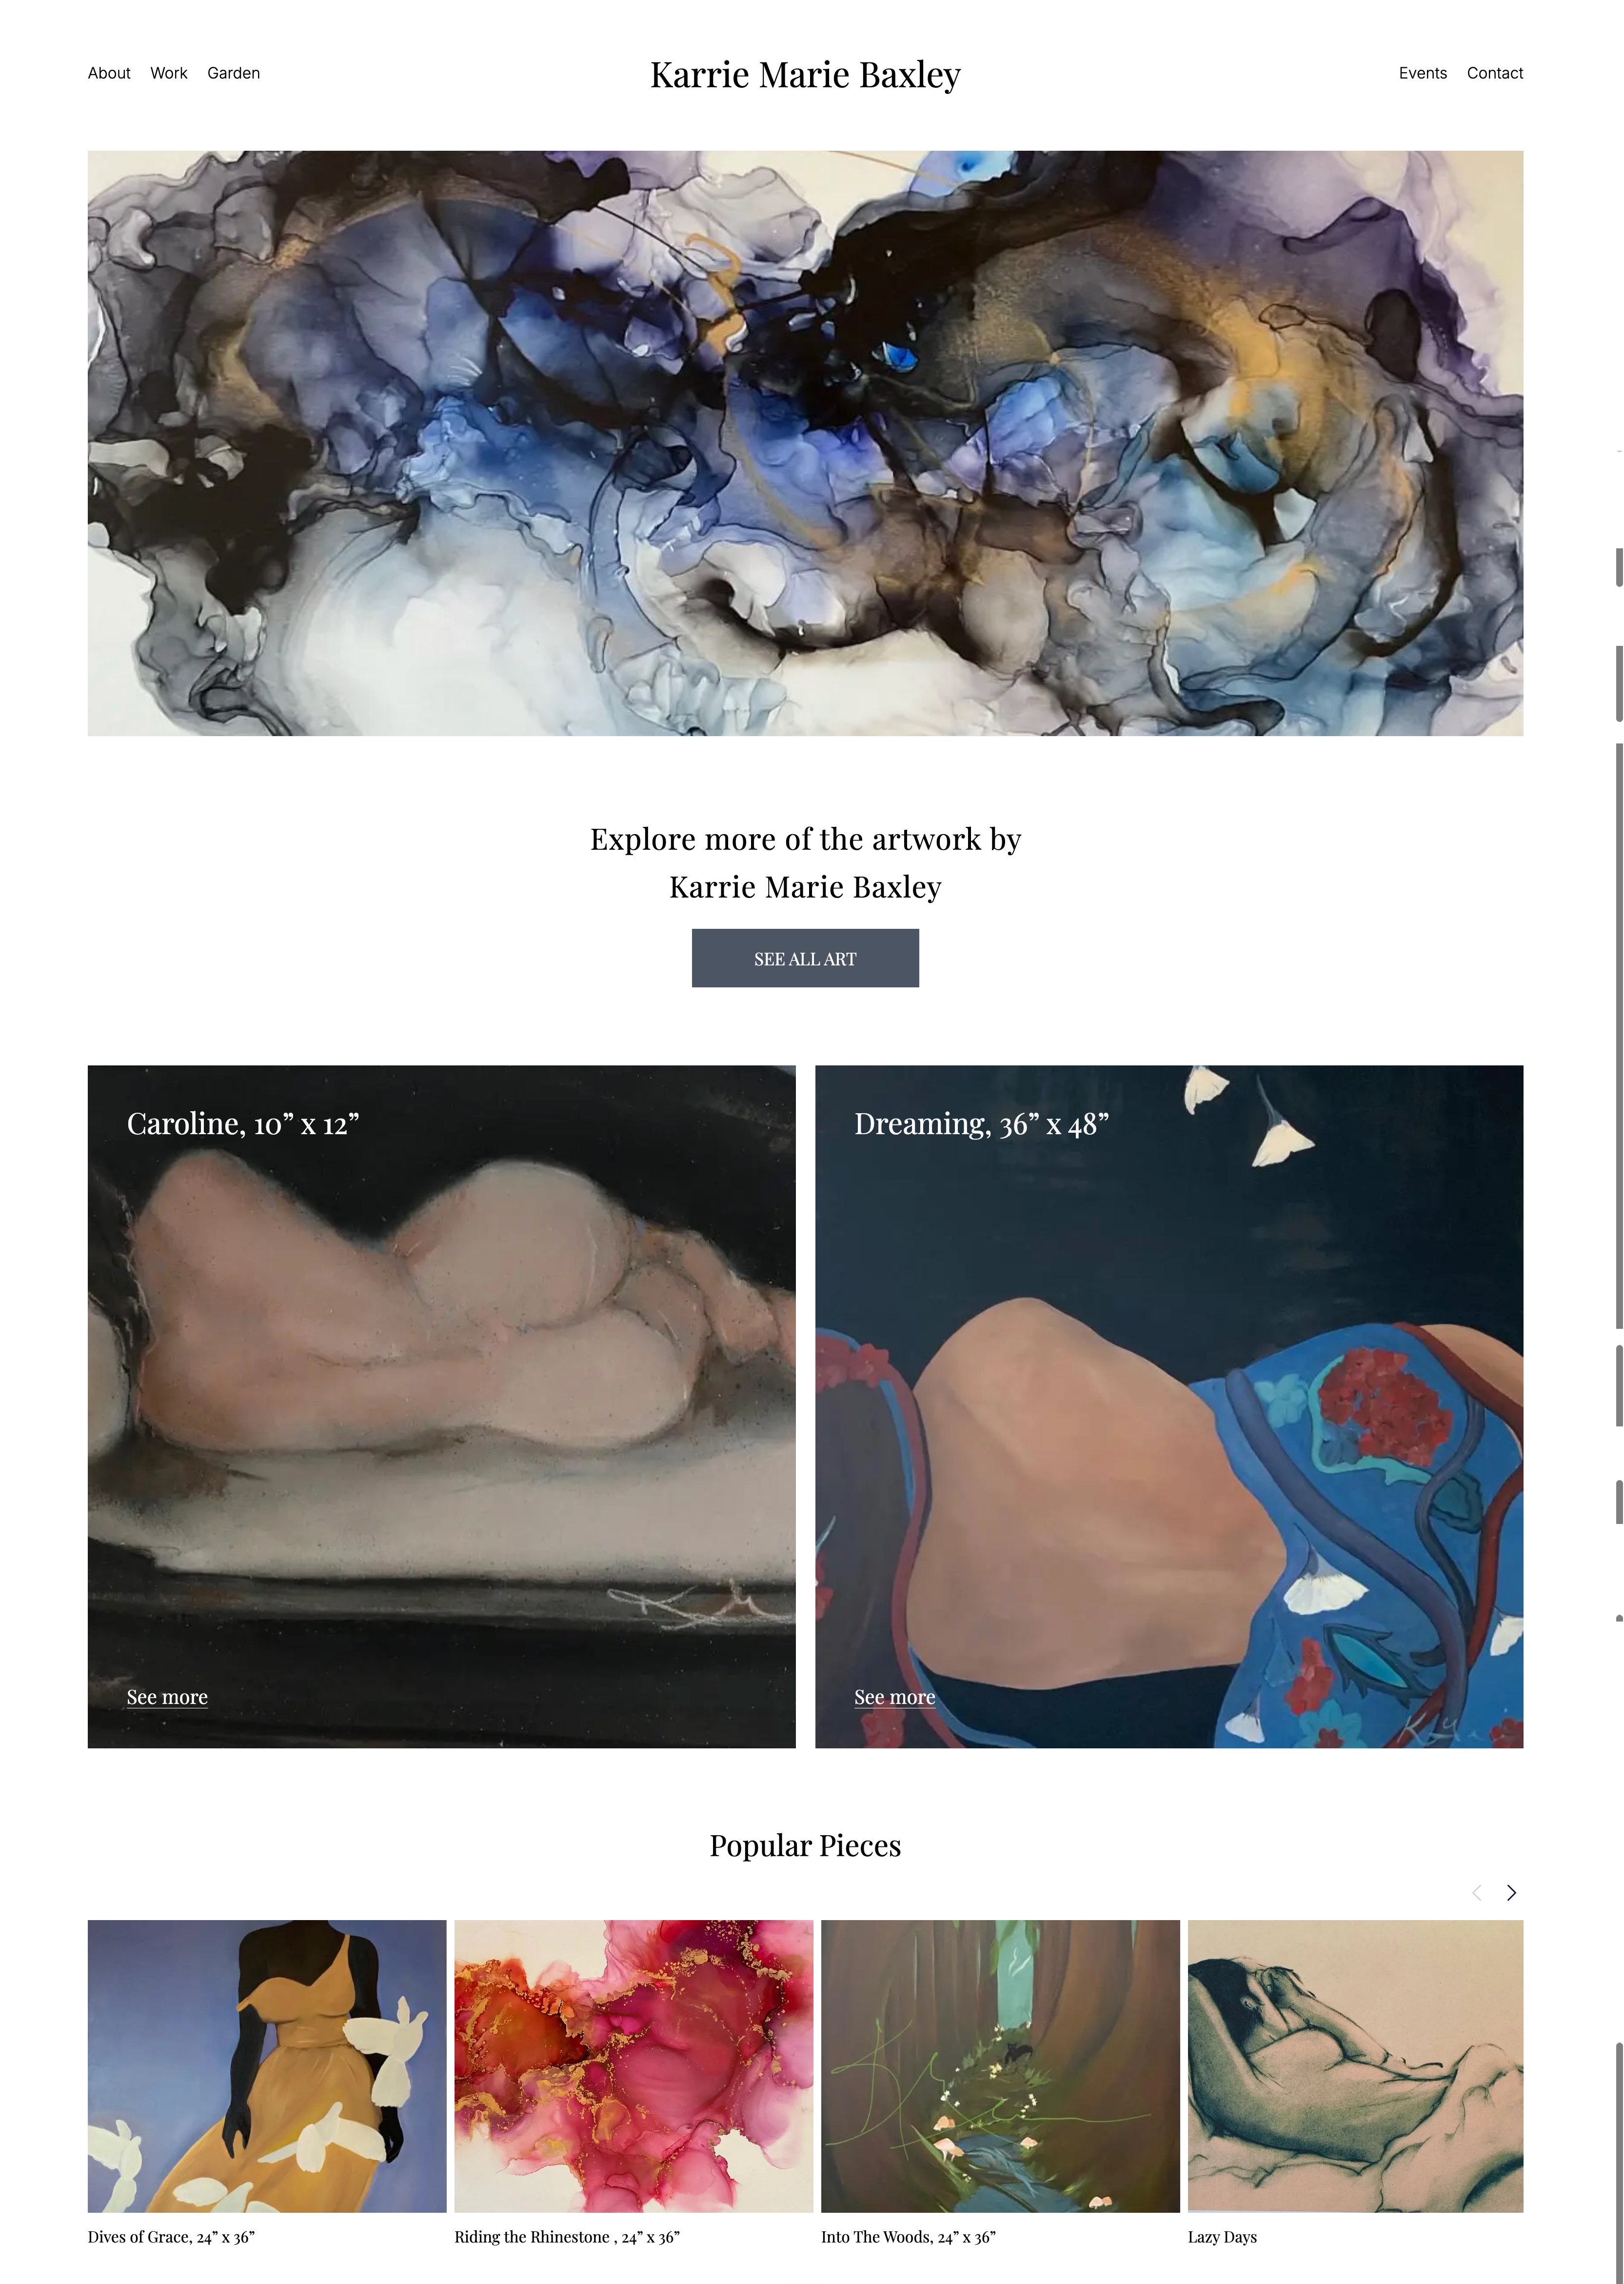 About Work Garden
Karrie Marie Baxley
Events Contact
Explore more of the artwork by
Karrie Marie Baxley
SEE ALL ART
Caroline, 10” x 12”
Dreaming, 36” x 48”
See more
See more
Popular Pieces
Dives of Grace, 24” x 36”
Riding the Rhinestone , 24” x 36”
Into The Woods, 24” x 36”
Lazy Days